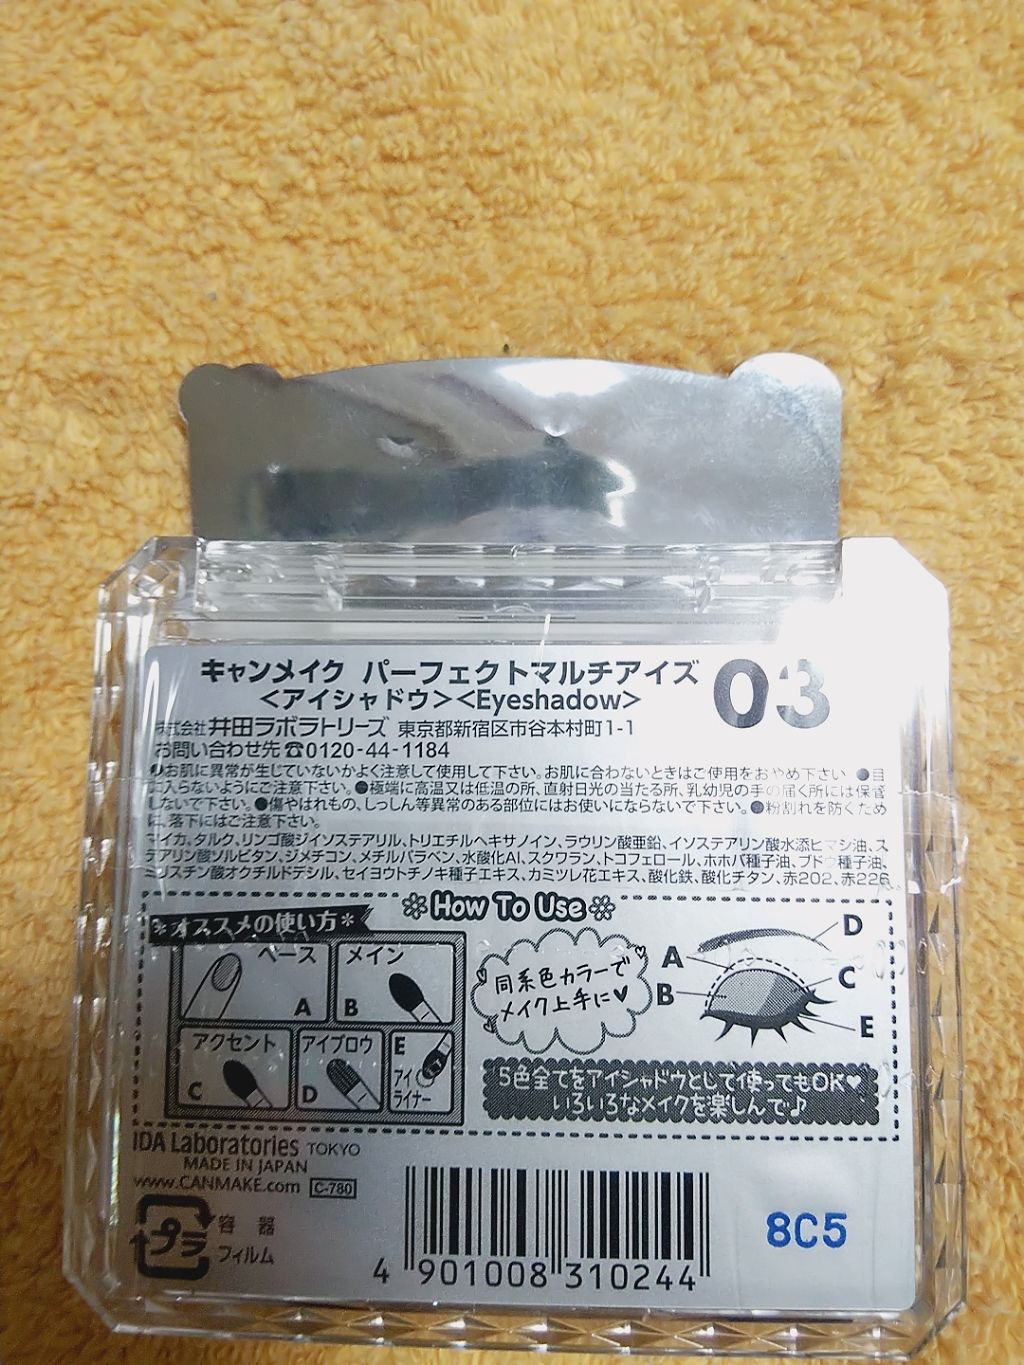 キャンメイク パーフェクトマルチアイズ
<アイシャドウ><Eyeshadow>
03
株式会社 井田ラボラトリーズ 東京都新宿区市谷本村町1-1
お問い合わせ先☎0120-44-1184
●お肌に異常が生じていないかよく注意して使用して下さい。お肌に合わないときはご使用をおやめ下さい ●目
に入らないようにご注意下さい。●極端に高温又は低温の所、直射日光の当たる所、乳幼児の手の届く所には保管
しないで下さい。●傷やはれもの、しっしん等異常のある部位にはお使いにならないで下さい。●粉割れを防ぐため
に、落下にはご注意下さい。
マイカ、タルク、リンゴ酸ジイソステアリル、トリエチルヘキサノイン、ラウリン酸亜鉛、イソステアリン酸水添ヒマシ油、ス
テアリン酸ソルビタン、ジメチコン、メチルパラベン、水酸化Al、スクワラン、トコフェロール、ホホバ種子油、ブドウ種子油、
ミリスチン酸オクチルドデシル、セイヨウトチノキ種子エキス、カミツレ花エキス、酸化鉄、酸化チタン、赤202、赤226
❀How To Use❀
*オススメの使い方*
ベース
A
メイン
B
アクセント
C
アイブロウ
D
E
アイ
ライナー
同系色カラーで
メイク上手に♥
A
B
D
C
E
5色全てをアイシャドウとして使ってもOK♥
いろいろなメイクを楽しんで♪
IDA Laboratories TOKYO
MADE IN JAPAN
www.CANMAKE.com C-780
プラ
容器
フィルム
4 901008 310244
8C5